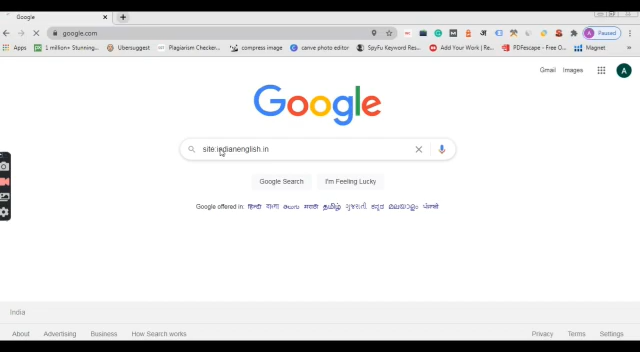 Google
google.com
Paused
Apps
1 million+ Stunning...
Ubersuggest
Plagiarism Checker...
compress image
canve photo editor
SpyFu Keyword Res...
Add Your Work | Re...
PDFescape - Free O...
Magnet
Gmail Images
A
Google
site:indianenglish.in
Google Search I'm Feeling Lucky
Google offered in: हिन्दी বাংলা తెలుగు मराठी தமிழ் ગુજરાતી ಕನ್ನಡ മലയാളം ਪੰਜਾਬੀ
India
About Advertising Business How Search works Privacy Terms Settings